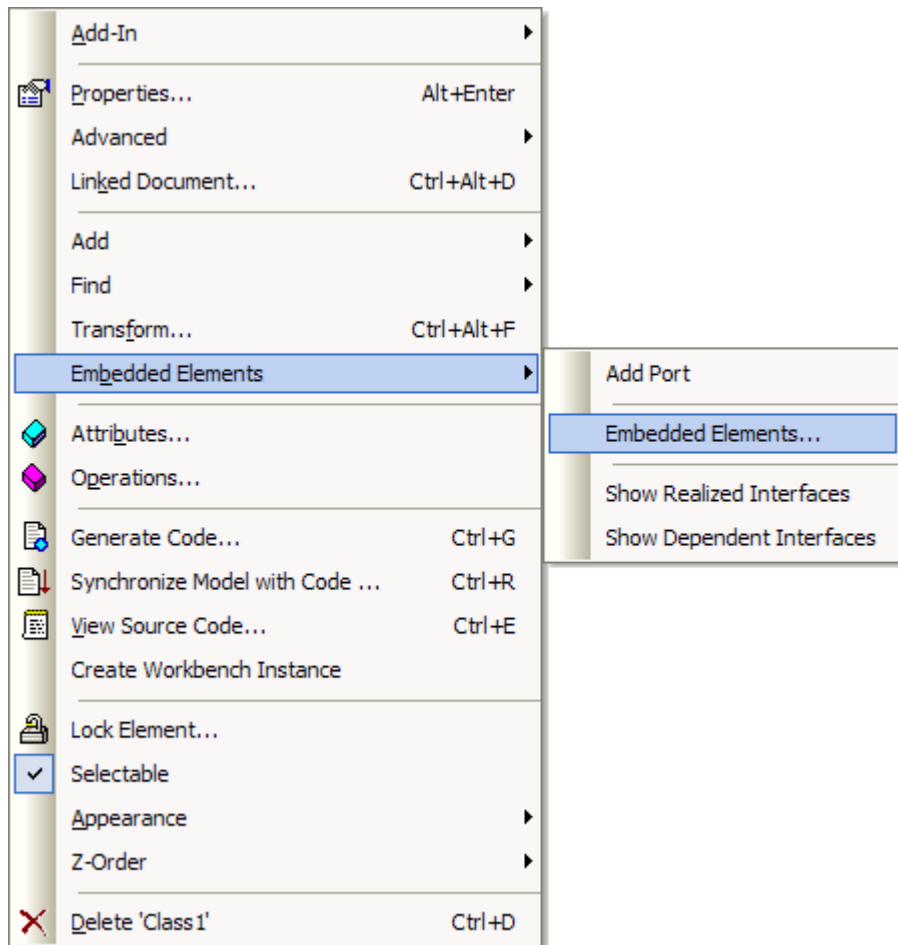 Add-In
Properties... Alt+Enter
Advanced
Linked Document... Ctrl+Alt+D
Add
Find
Transform... Ctrl+Alt+F
Embedded Elements
Add Port
Embedded Elements...
Show Realized Interfaces
Show Dependent Interfaces
Attributes...
Operations...
Generate Code... Ctrl+G
Synchronize Model with Code ... Ctrl+R
View Source Code... Ctrl+E
Create Workbench Instance
Lock Element...
Selectable
Appearance
Z-Order
Delete 'Class1' Ctrl+D